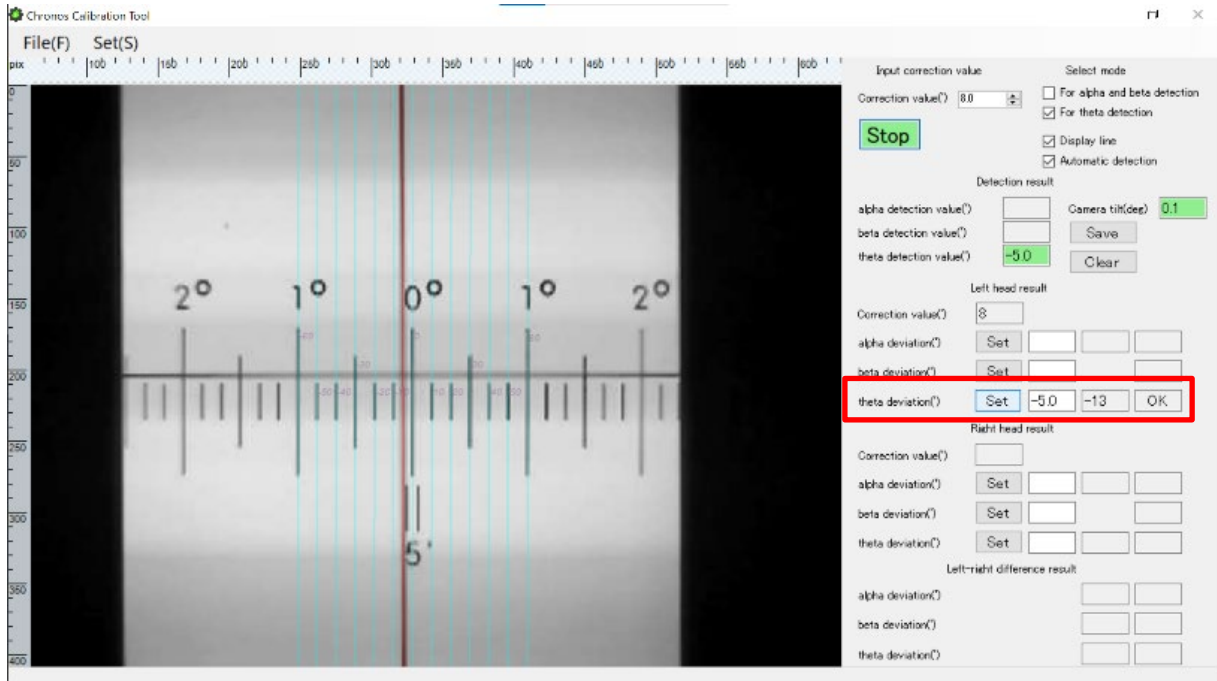 Chronos Calibration Tool
File(F) Set(S)
pix 100 150 200 250 300 350 400 450 500 550 600
0
50
100
150
200
250
300
350
400
2° 1° 0° 1° 2°
5'
Input correction value
Correction value(') 8.0
Stop
Select mode
For alpha and beta detection
For theta detection
Display line
Automatic detection
Detection result
alpha detection value(') Camera tilt(deg) 0.1
beta detection value(') Save
theta detection value(') -5.0 Clear
Left head result
Correction value(') 8
alpha deviation(') Set
beta deviation(') Set
theta deviation(') Set -5.0 -13 OK
Right head result
Correction value(')
alpha deviation(') Set
beta deviation(') Set
theta deviation(') Set
Left-right difference result
alpha deviation(')
beta deviation(')
theta deviation(')